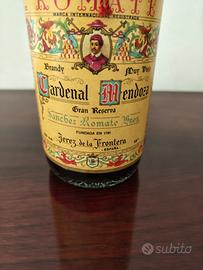 ROMATE
MARCA INTERNACIONAL REGISTRADA
Brandy Muy Viejo
Cardenal Mendoza
Gran Reserva
Sanchez Romate Hnos
FUNDADA EN 1781
Jerez de la Frontera
ESPAÑA
subito